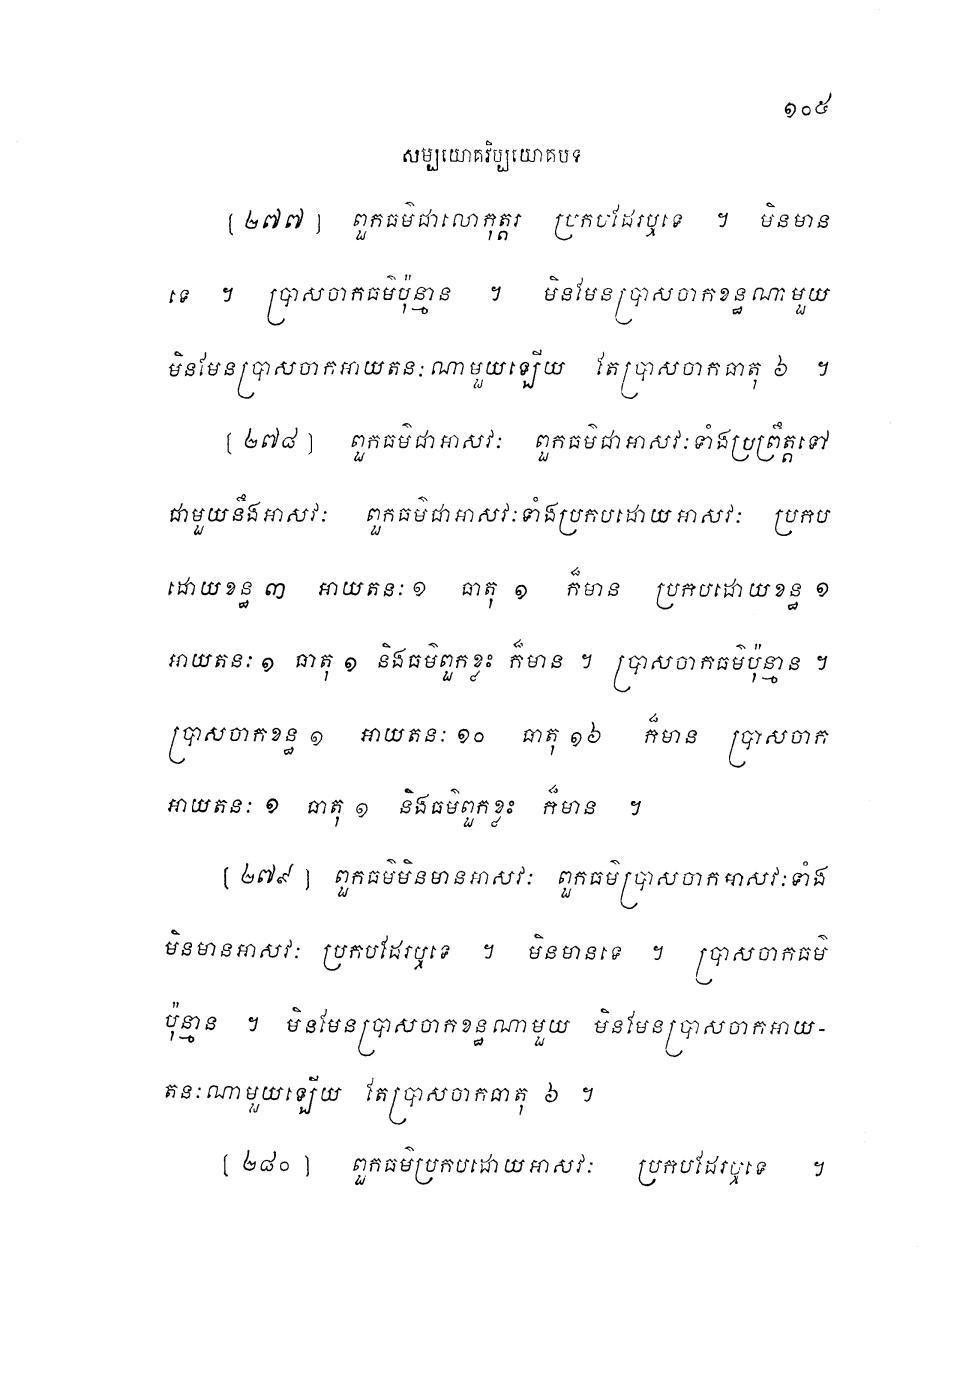 ១០៥
សម្បយោគវិប្បយោគបទ
[ ២៧៧ ] ពួកធម៌ជាលោកុត្តរ ប្រកបដែរឬទេ ។ មិនមាន
ទេ ។ ប្រាសចាកធម៌ប៉ុន្មាន ។ មិនមែនប្រាសចាកខន្ធណាមួយ
មិនមែនប្រាសចាកអាយតនៈណាមួយឡើយ តែប្រាសចាកធាតុ ៦ ។
[ ២៧៨ ] ពួកធម៌ជាអាសវៈ ពួកធម៌ជាអាសវៈទាំងប្រព្រឹត្តទៅ
ជាមួយនឹងអាសវៈ ពួកធម៌ជាអាសវៈទាំងប្រកបដោយអាសវៈ ប្រកប
ដោយខន្ធ ៣ អាយតនៈ ១ ធាតុ ១ ក៏មាន ប្រកបដោយខន្ធ ១
អាយតនៈ ១ ធាតុ ១ និងធម៌ពួកខ្លះ ក៏មាន ។ ប្រាសចាកធម៌ប៉ុន្មាន ។
ប្រាសចាកខន្ធ ១ អាយតនៈ ១០ ធាតុ ១៦ ក៏មាន ប្រាសចាក
អាយតនៈ ១ ធាតុ ១ និងធម៌ពួកខ្លះ ក៏មាន ។
[ ២៧៩ ] ពួកធម៌មិនមានអាសវៈ ពួកធម៌ប្រាសចាកអាសវៈទាំង
មិនមានអាសវៈ ប្រកបដែរឬទេ ។ មិនមានទេ ។ ប្រាសចាកធម៌
ប៉ុន្មាន ។ មិនមែនប្រាសចាកខន្ធណាមួយ មិនមែនប្រាសចាកអាយ-
តនៈណាមួយឡើយ តែប្រាសចាកធាតុ ៦ ។
[ ២៨០ ] ពួកធម៌ប្រកបដោយអាសវៈ ប្រកបដែរឬទេ ។